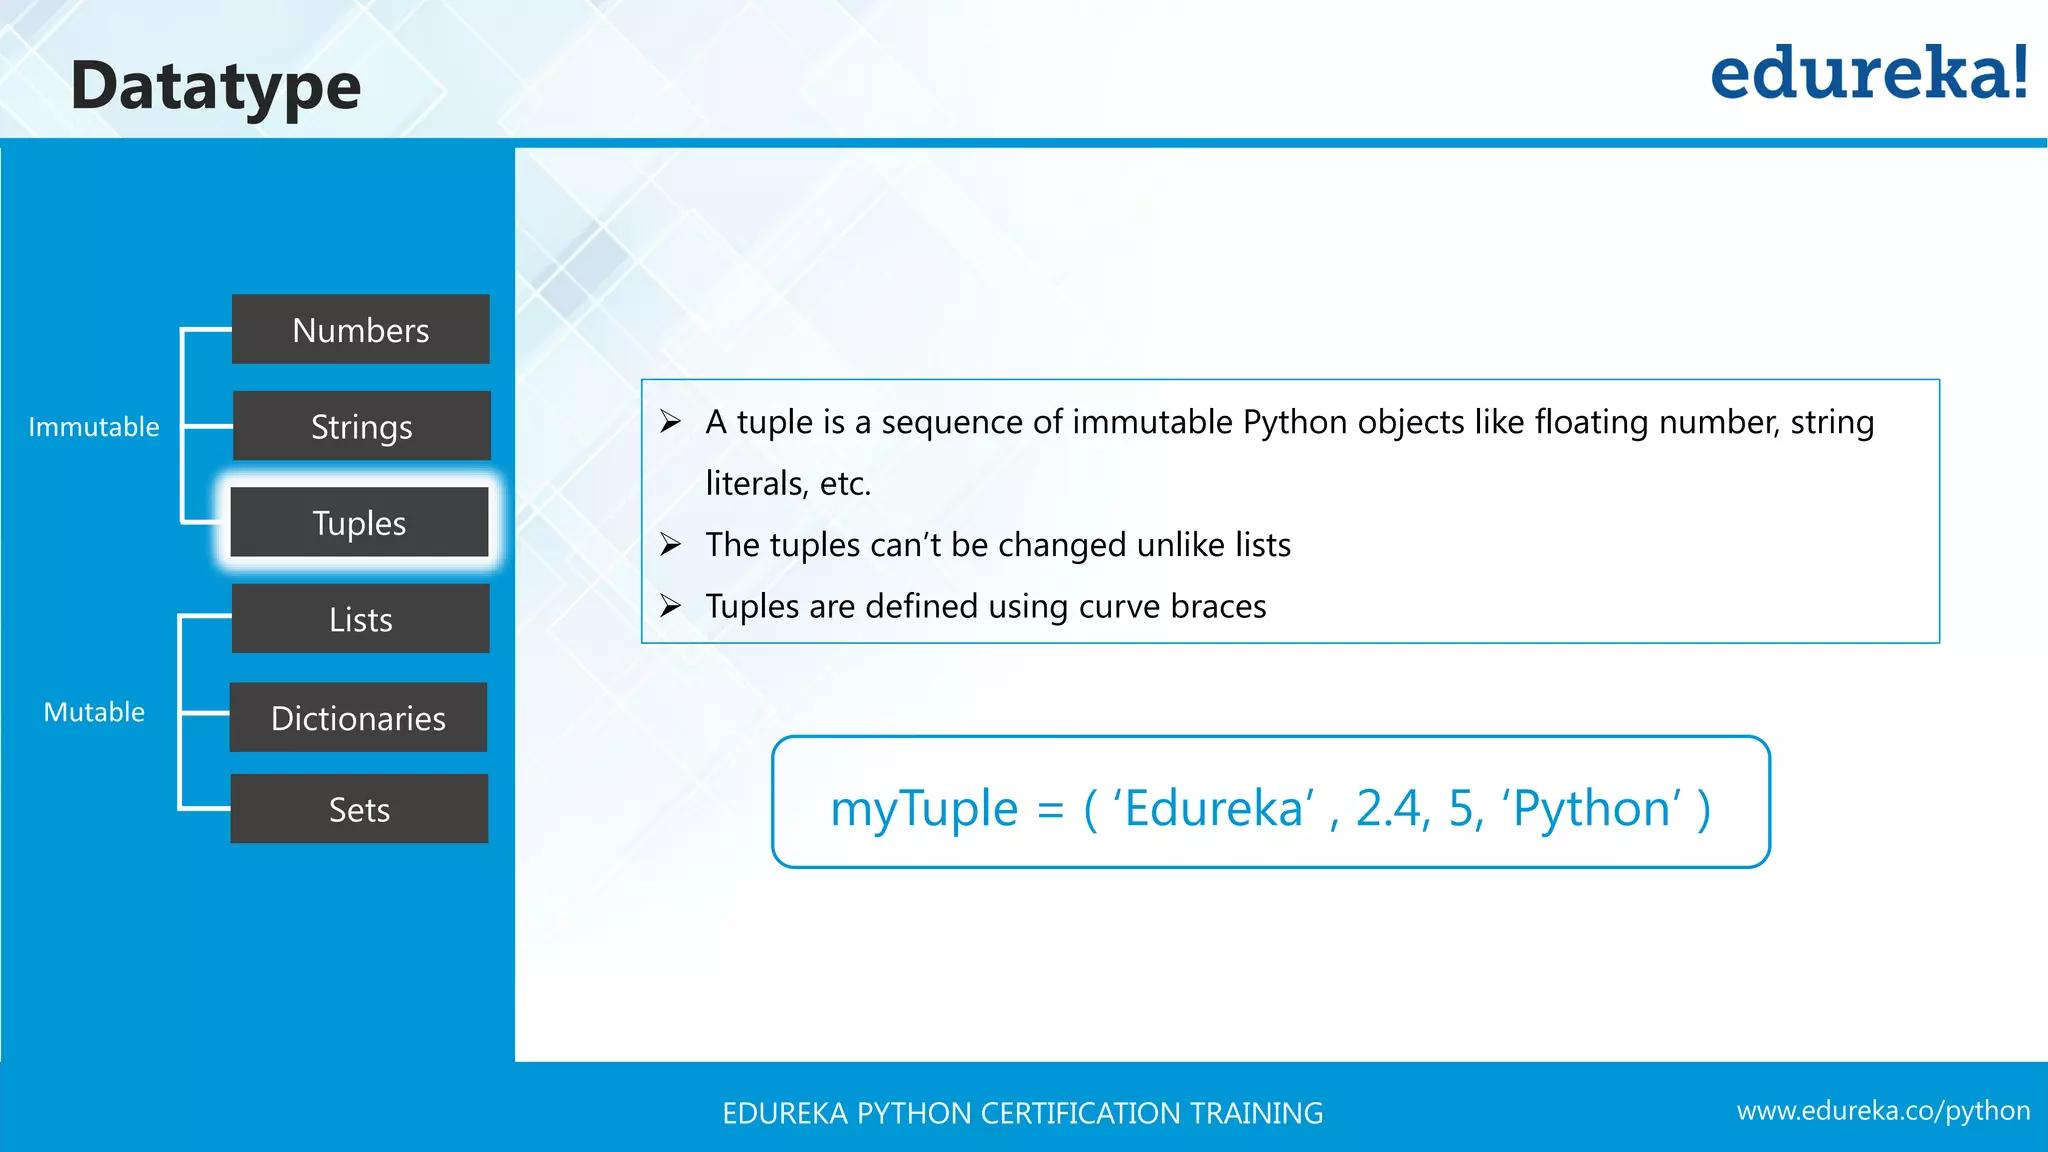 Datatype
edureka!
Immutable
Numbers
Strings
Tuples
Mutable
Lists
Dictionaries
Sets
➢ A tuple is a sequence of immutable Python objects like floating number, string
literals, etc.
➢ The tuples can’t be changed unlike lists
➢ Tuples are defined using curve braces
myTuple = ( ‘Edureka’ , 2.4, 5, ‘Python’ )
EDUREKA PYTHON CERTIFICATION TRAINING
www.edureka.co/python